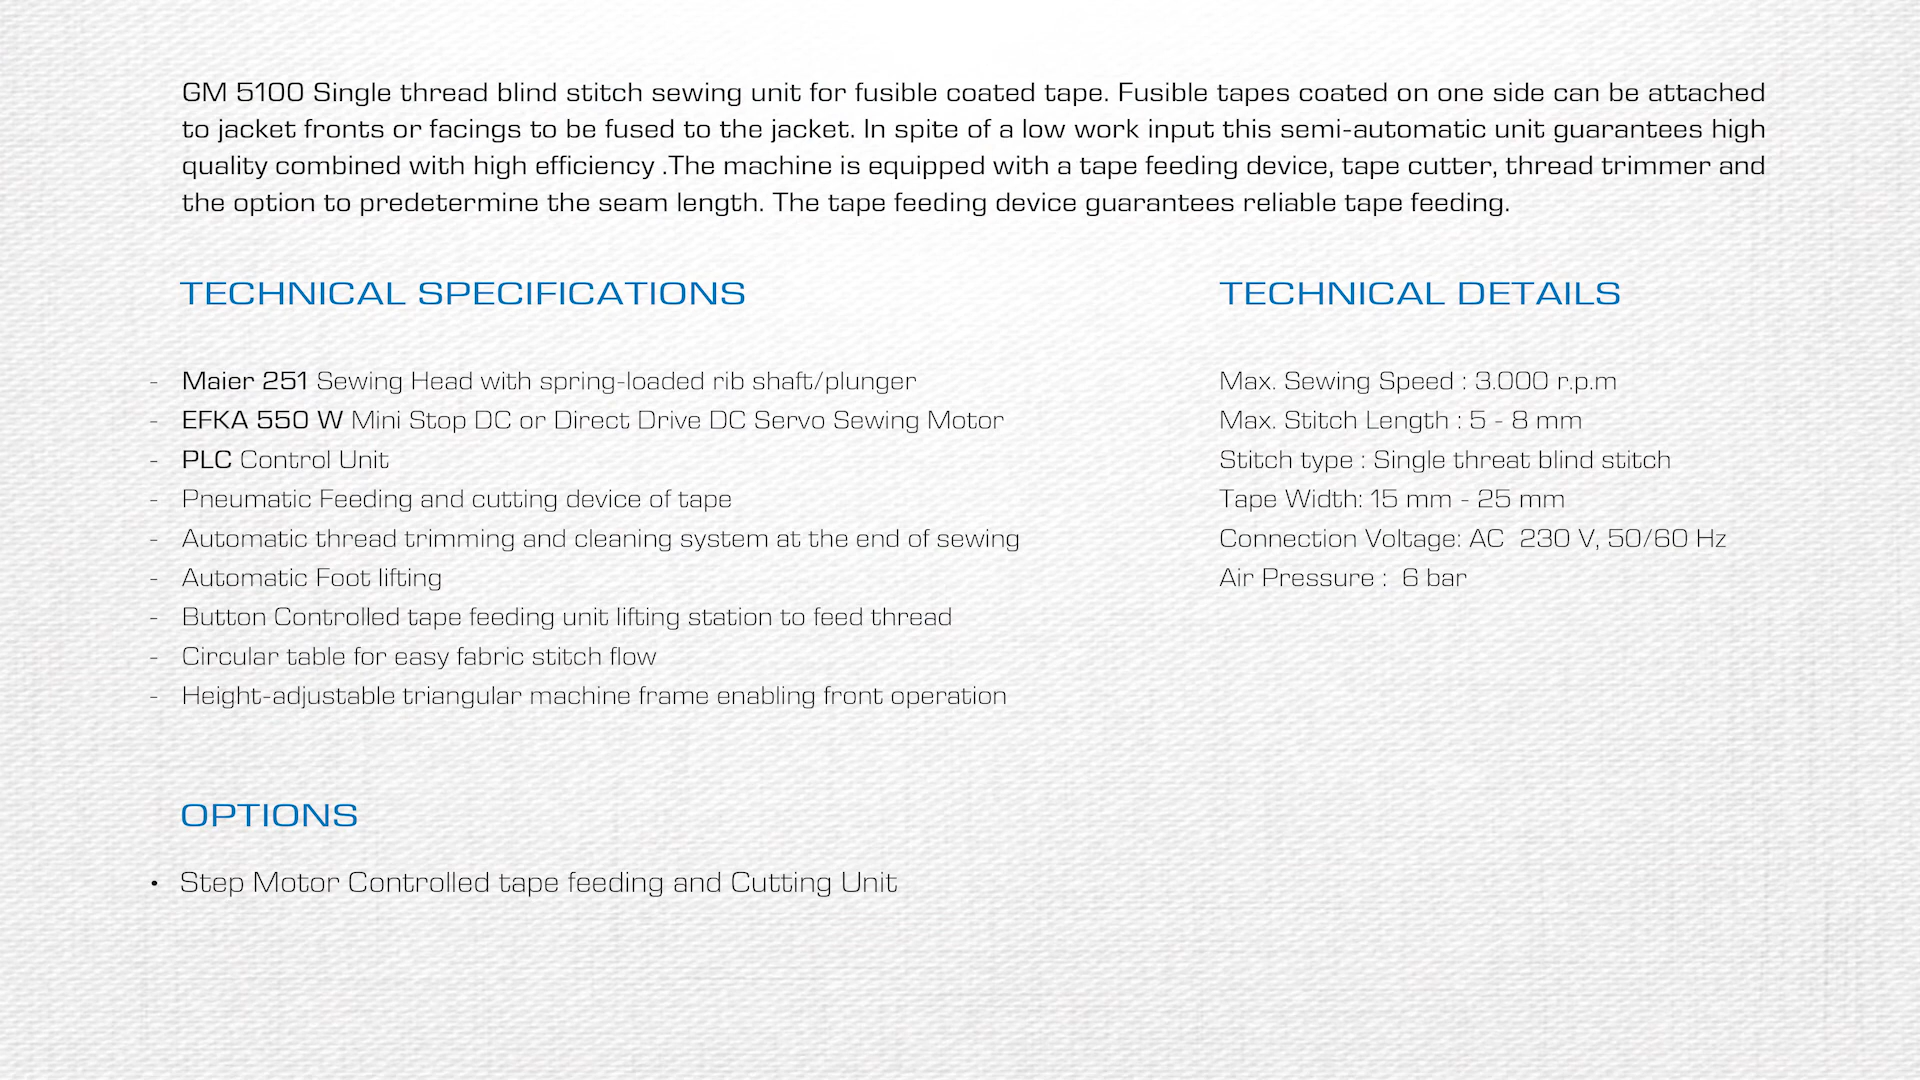 GM 5100 Single thread blind stitch sewing unit for fusible coated tape. Fusible tapes coated on one side can be attached
to jacket fronts or facings to be fused to the jacket. In spite of a low work input this semi-automatic unit guarantees high
quality combined with high efficiency .The machine is equipped with a tape feeding device, tape cutter, thread trimmer and
the option to predetermine the seam length. The tape feeding device guarantees reliable tape feeding.
TECHNICAL SPECIFICATIONS
- Maier 251 Sewing Head with spring-loaded rib shaft/plunger
- EFKA 550 W Mini Stop DC or Direct Drive DC Servo Sewing Motor
- PLC Control Unit
- Pneumatic Feeding and cutting device of tape
- Automatic thread trimming and cleaning system at the end of sewing
- Automatic Foot lifting
- Button Controlled tape feeding unit lifting station to feed thread
- Circular table for easy fabric stitch flow
- Height-adjustable triangular machine frame enabling front operation
TECHNICAL DETAILS
Max. Sewing Speed : 3.000 r.p.m
Max. Stitch Length : 5 - 8 mm
Stitch type : Single threat blind stitch
Tape Width: 15 mm - 25 mm
Connection Voltage: AC  230 V, 50/60 Hz
Air Pressure :  6 bar
OPTIONS
• Step Motor Controlled tape feeding and Cutting Unit